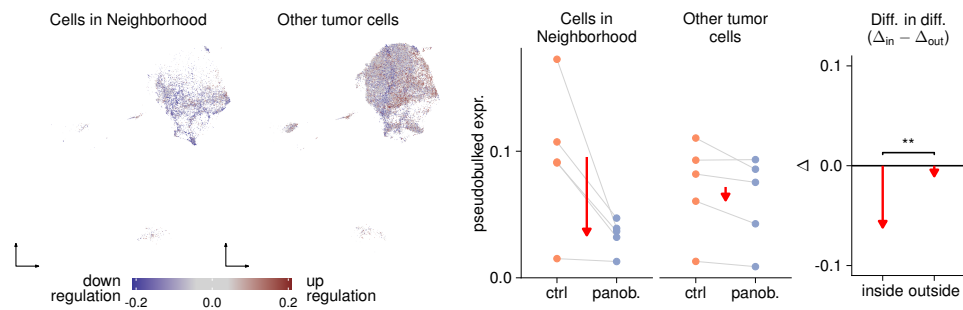 Cells in Neighborhood
Other tumor cells
down
regulation
-0.2
0.0
0.2
up
regulation
Cells in
Neighborhood
Other tumor
cells
pseudobulked expr.
0.1
0.0
ctrl
panob.
ctrl
panob.
Diff. in diff.
(Δin − Δout)
Δ
0.1
0.0
-0.1
**
inside outside